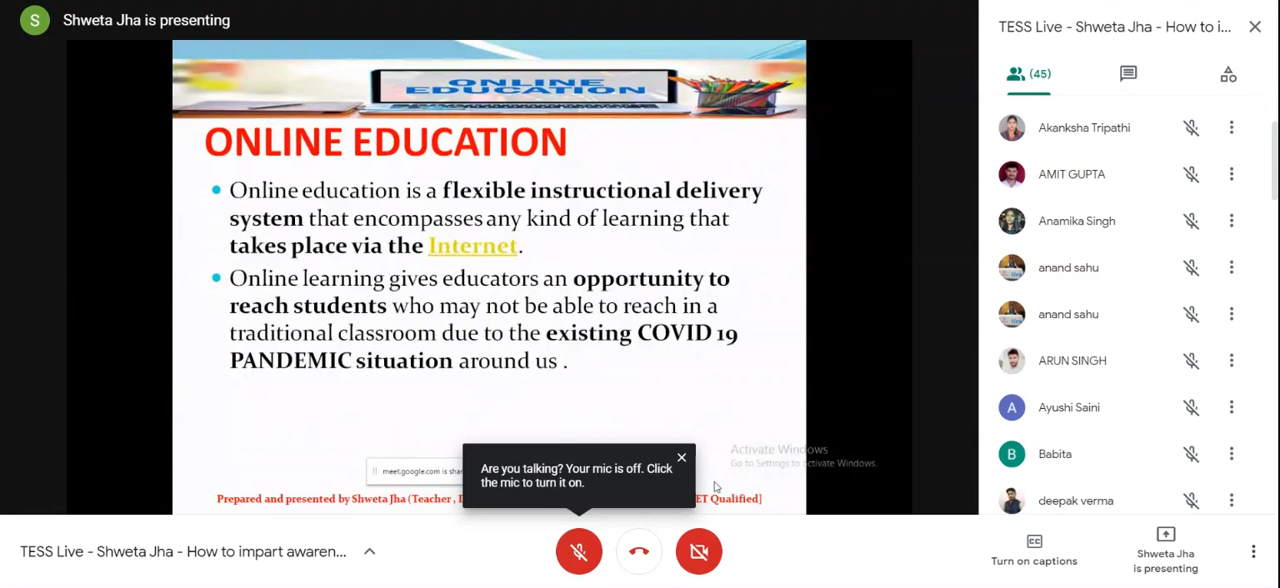 S
Shweta Jha is presenting
ONLINE
EDUCATION
ONLINE EDUCATION
Online education is a flexible instructional delivery
system that encompasses any kind of learning that
takes place via the Internet.
Online learning gives educators an opportunity to
reach students who may not be able to reach in a
traditional classroom due to the existing COVID 19
PANDEMIC situation around us .
Activate Windows
Go to Settings to activate Windows.
meet.google.com is shar
Are you talking? Your mic is off. Click
the mic to turn it on.
Prepared and presented by Shweta Jha (Teacher , D
ET Qualified]
TESS Live - Shweta Jha - How to impart awaren...
CC
Turn on captions
Shweta Jha
is presenting
TESS Live - Shweta Jha - How to i...
(45)
Akanksha Tripathi
AMIT GUPTA
Anamika Singh
anand sahu
anand sahu
ARUN SINGH
A
Ayushi Saini
B
Babita
deepak verma